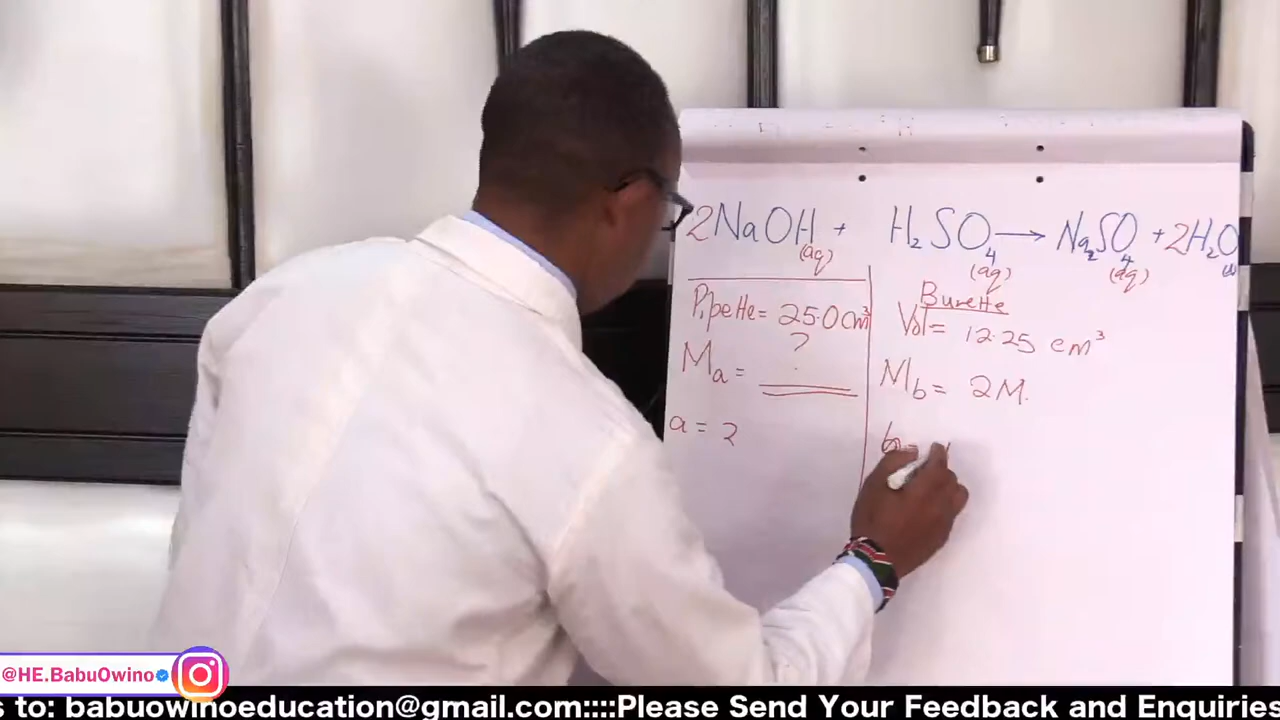 2NaOH(aq) + H₂SO₄(aq) → Na₂SO₄(aq) + 2H₂O(l)
Pipette = 25.0 cm³
Ma = ?
a = 2
Burette
Vol = 12.25 cm³
Mb = 2M.
b =
@HE.BabuOwino
s to: babuowinoeducation@gmail.com::::Please Send Your Feedback and Enquiries